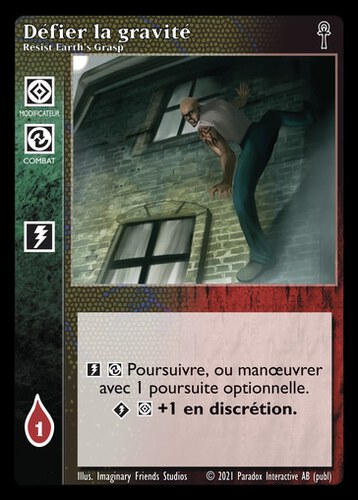 Défier la gravité
Resist Earth's Grasp
MODIFICATEUR
COMBAT
Poursuivre, ou manœuvrer
avec 1 poursuite optionnelle.
+1 en discrétion.
1
Illus. Imaginary Friends Studios © 2021 Paradox Interactive AB (publ)